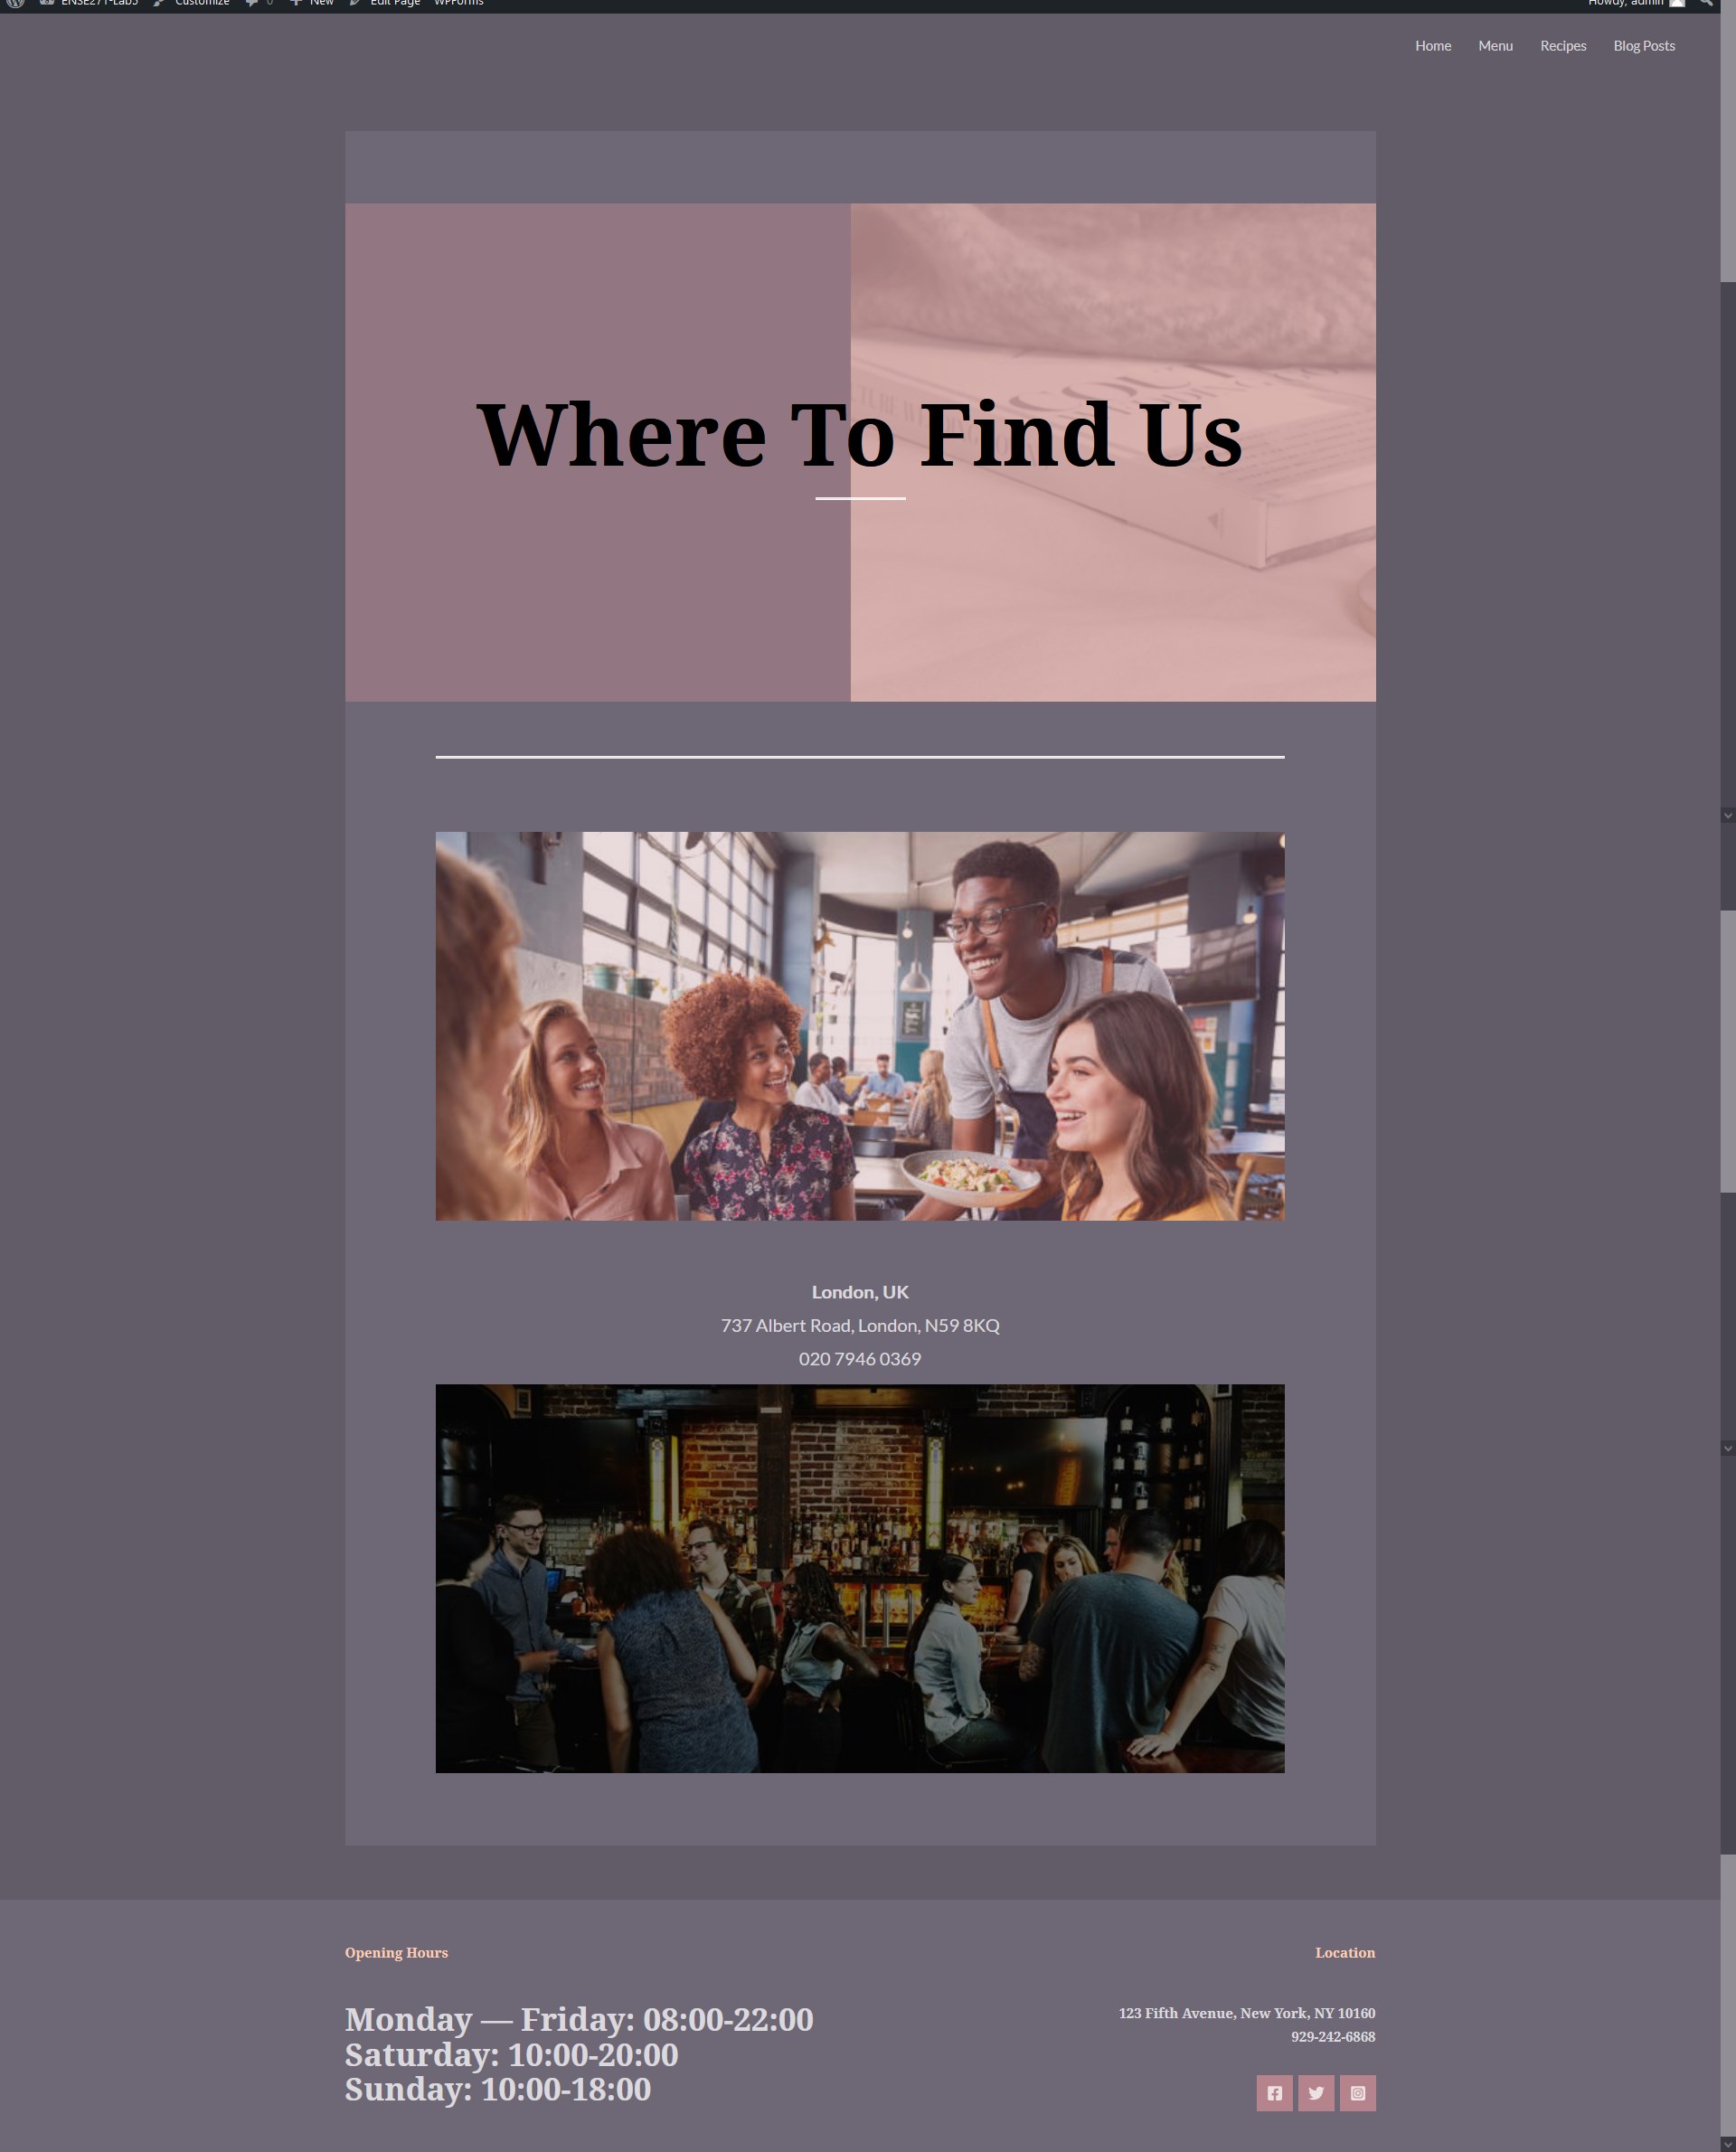 ENSE271-Lab5 Customize 0 New Edit Page WPForms Howdy, admin
Home Menu Recipes Blog Posts
Where To Find Us
London, UK
737 Albert Road, London, N59 8KQ
020 7946 0369
Opening Hours
Location
Monday — Friday: 08:00-22:00
Saturday: 10:00-20:00
Sunday: 10:00-18:00
123 Fifth Avenue, New York, NY 10160
929-242-6868